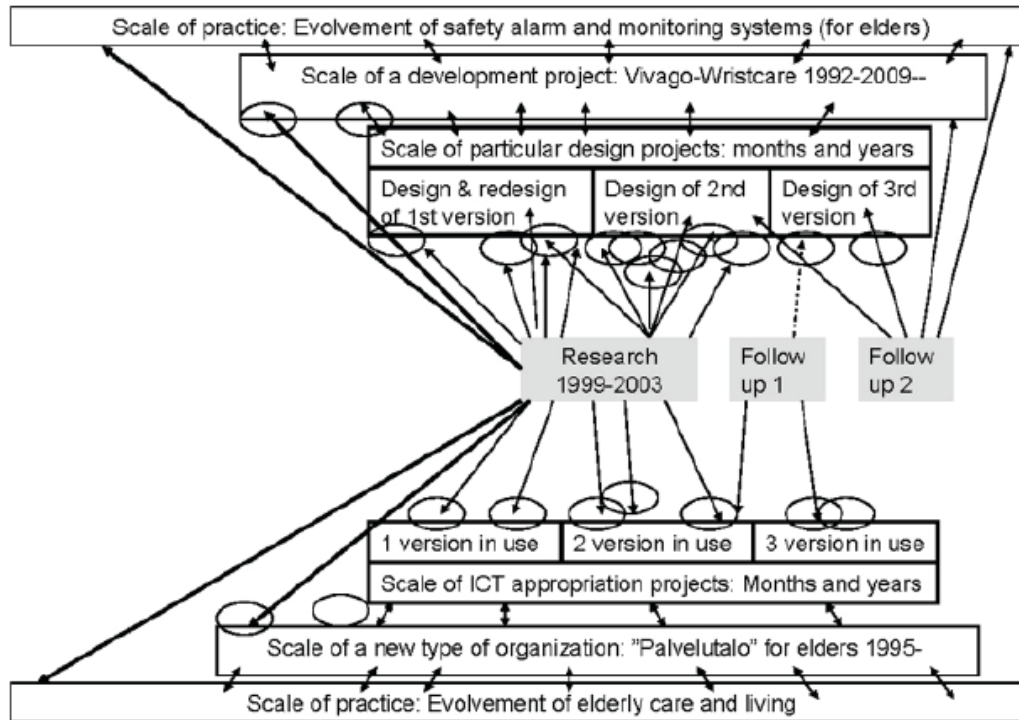 Scale of practice: Evolvement of safety alarm and monitoring systems (for elders)
Scale of a development project: Vivago-Wristcare 1992-2009--
Scale of particular design projects: months and years
Design & redesign
of 1st version
Design of 2nd
version
Design of 3rd
version
Research
1999-2003
Follow
up 1
Follow
up 2
1 version in use
2 version in use
3 version in use
Scale of ICT appropriation projects: Months and years
Scale of a new type of organization: "Palvelutalo" for elders 1995-
Scale of practice: Evolvement of elderly care and living